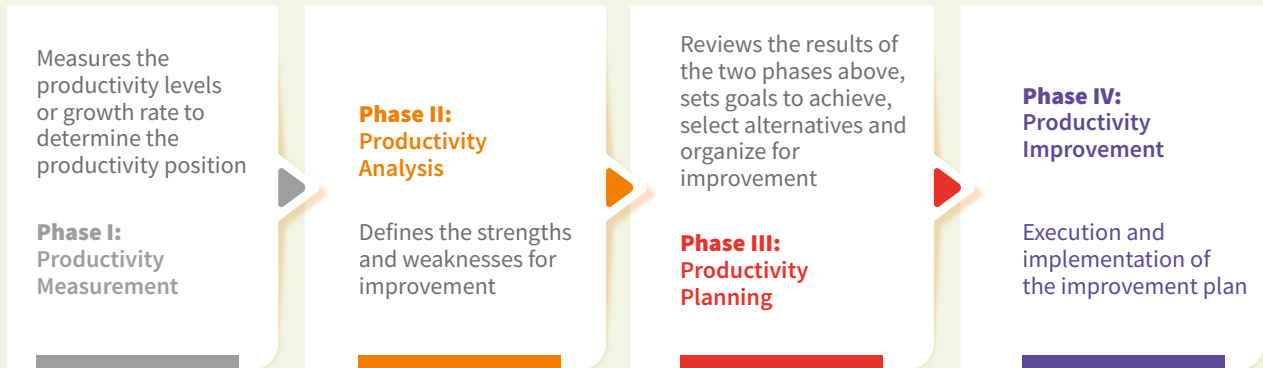 Measures the
productivity levels
or growth rate to
determine the
productivity position
Phase I:
Productivity
Measurement
Phase II:
Productivity
Analysis
Defines the strengths
and weaknesses for
improvement
Reviews the results of
the two phases above,
sets goals to achieve,
select alternatives and
organize for
improvement
Phase III:
Productivity
Planning
Phase IV:
Productivity
Improvement
Execution and
implementation of
the improvement plan